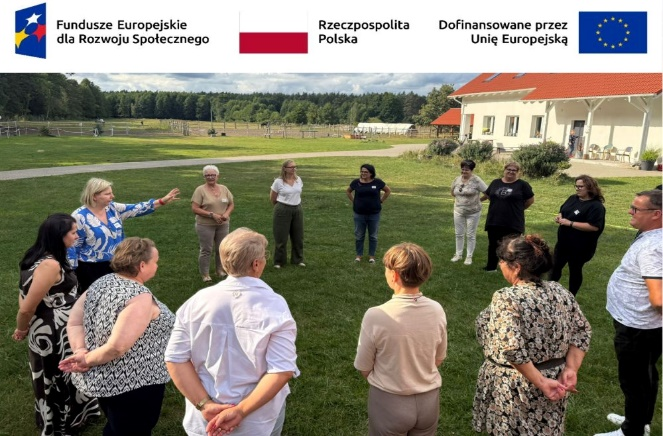 Fundusze Europejskie
dla Rozwoju Społecznego
Rzeczpospolita
Polska
Dofinansowane przez
Unię Europejską